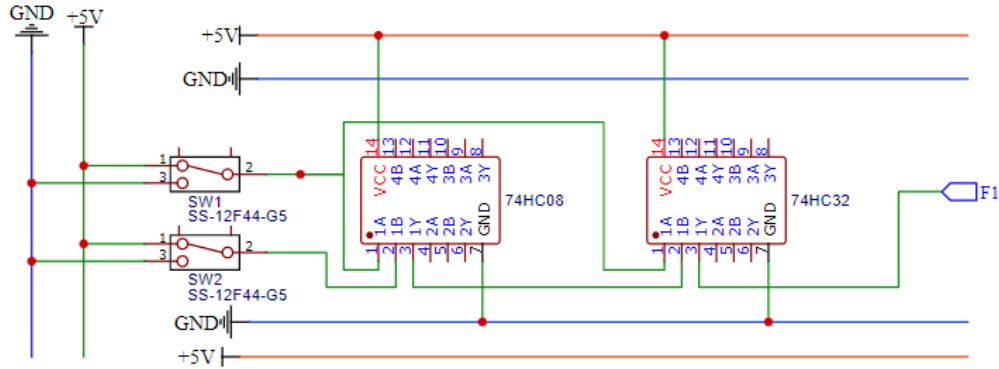 GND +5V
+5V
GND
14 13 12 11 10 9 8
VCC 4B 4A 4Y 3B 3A 3Y
1A 1B 1Y 2A 2B 2Y GND
1 2 3 4 5 6 7
74HC08
14 13 12 11 10 9 8
VCC 4B 4A 4Y 3B 3A 3Y
1A 1B 1Y 2A 2B 2Y GND
1 2 3 4 5 6 7
74HC32
F1
1 2
3
SW1
SS-12F44-G5
1 2
3
SW2
SS-12F44-G5
GND
+5V